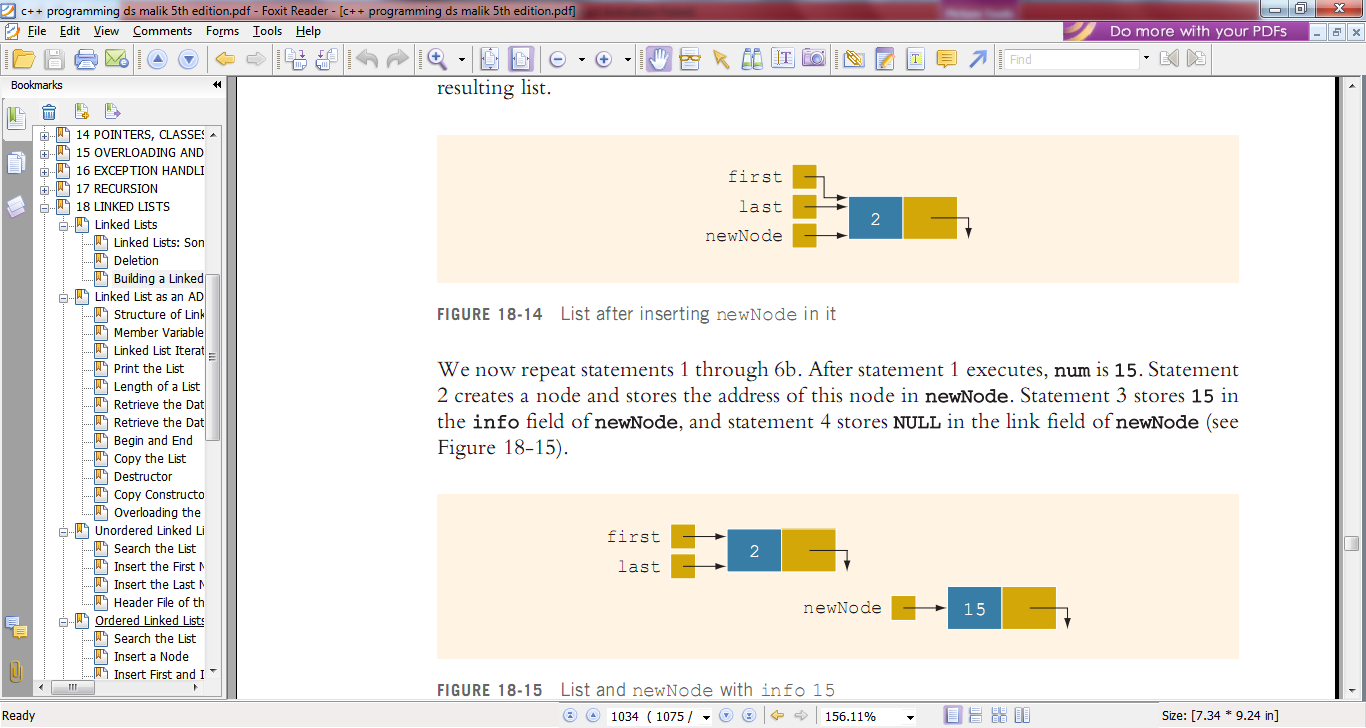 c++ programming ds malik 5th edition.pdf - Foxit Reader - [c++ programming ds malik 5th edition.pdf]
File Edit View Comments Forms Tools Help
Do more with your PDFs
Find
Bookmarks
14 POINTERS, CLASSES
15 OVERLOADING AND
16 EXCEPTION HANDLI
17 RECURSION
18 LINKED LISTS
Linked Lists
Linked Lists: Son
Deletion
Building a Linked
Linked List as an AD
Structure of Link
Member Variable
Linked List Iterat
Print the List
Length of a List
Retrieve the Dat
Retrieve the Dat
Begin and End
Copy the List
Destructor
Copy Constructo
Overloading the
Unordered Linked Li
Search the List
Insert the First N
Insert the Last N
Header File of th
Ordered Linked Lists
Search the List
Insert a Node
Insert First and I
resulting list.
first
last
newNode
2
FIGURE 18-14 List after inserting newNode in it
We now repeat statements 1 through 6b. After statement 1 executes, num is 15. Statement
2 creates a node and stores the address of this node in newNode. Statement 3 stores 15 in
the info field of newNode, and statement 4 stores NULL in the link field of newNode (see
Figure 18-15).
first
last
2
newNode
15
FIGURE 18-15 List and newNode with info 15
Ready
1034 ( 1075 /
156.11%
Size: [7.34 * 9.24 in]